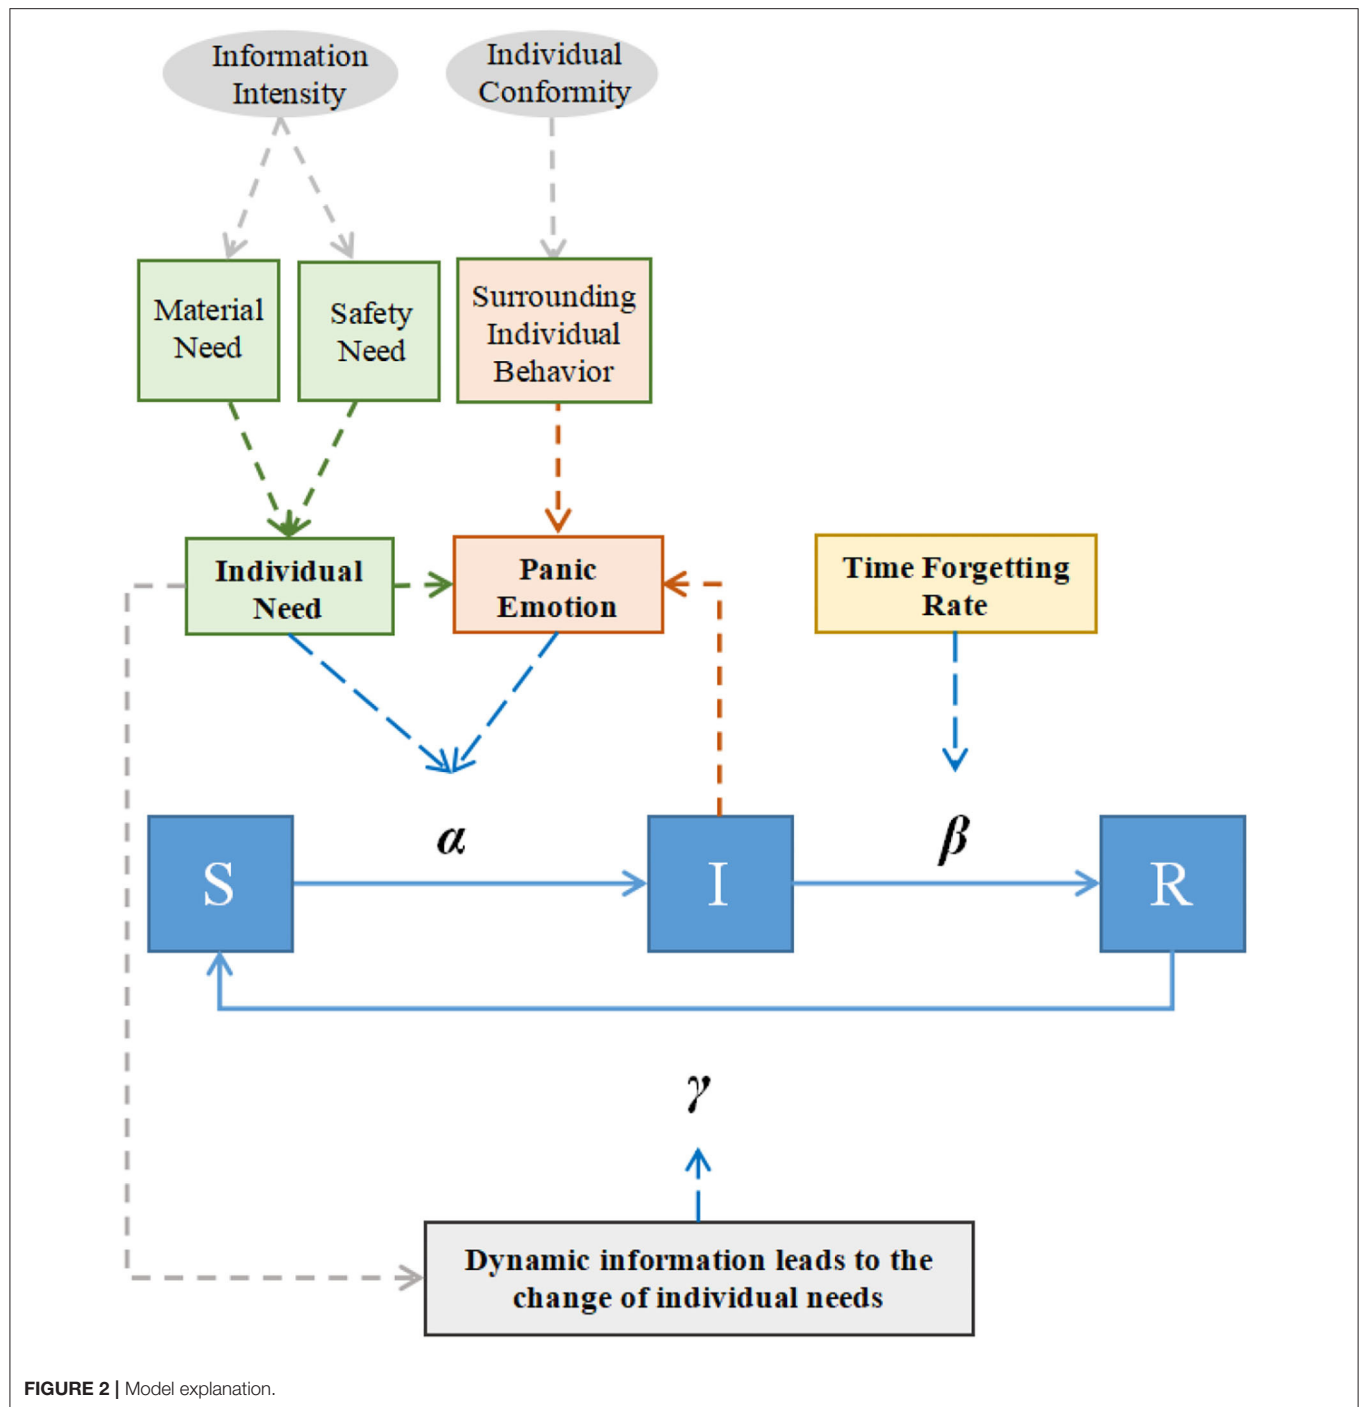 Information
Intensity
Individual
Conformity
Material
Need
Safety
Need
Surrounding
Individual
Behavior
Individual
Need
Panic
Emotion
Time Forgetting
Rate
α
β
S
I
R
γ
Dynamic information leads to the
change of individual needs
FIGURE 2 | Model explanation.